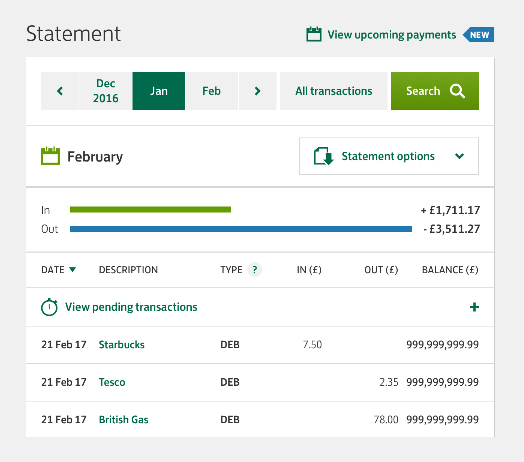 Statement
View upcoming payments NEW
Dec 2016 Jan Feb All transactions Search
February Statement options
In + £1,711.17
Out - £3,511.27
DATE DESCRIPTION TYPE ? IN (£) OUT (£) BALANCE (£)
View pending transactions +
21 Feb 17 Starbucks DEB 7.50 999,999,999.99
21 Feb 17 Tesco DEB 2.35 999,999,999.99
21 Feb 17 British Gas DEB 78.00 999,999,999.99